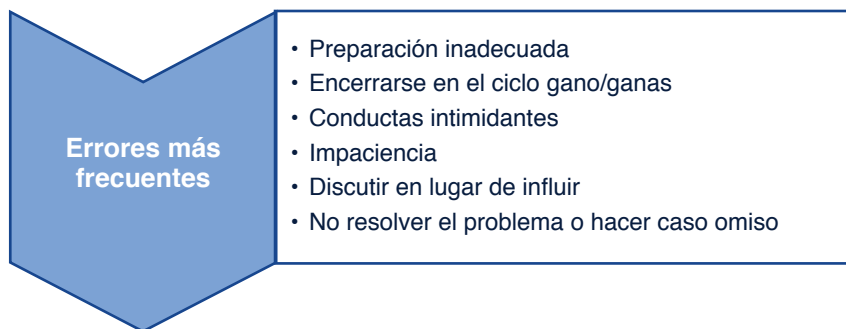 Errores más
frecuentes
• Preparación inadecuada
• Encerrarse en el ciclo gano/ganas
• Conductas intimidantes
• Impaciencia
• Discutir en lugar de influir
• No resolver el problema o hacer caso omiso